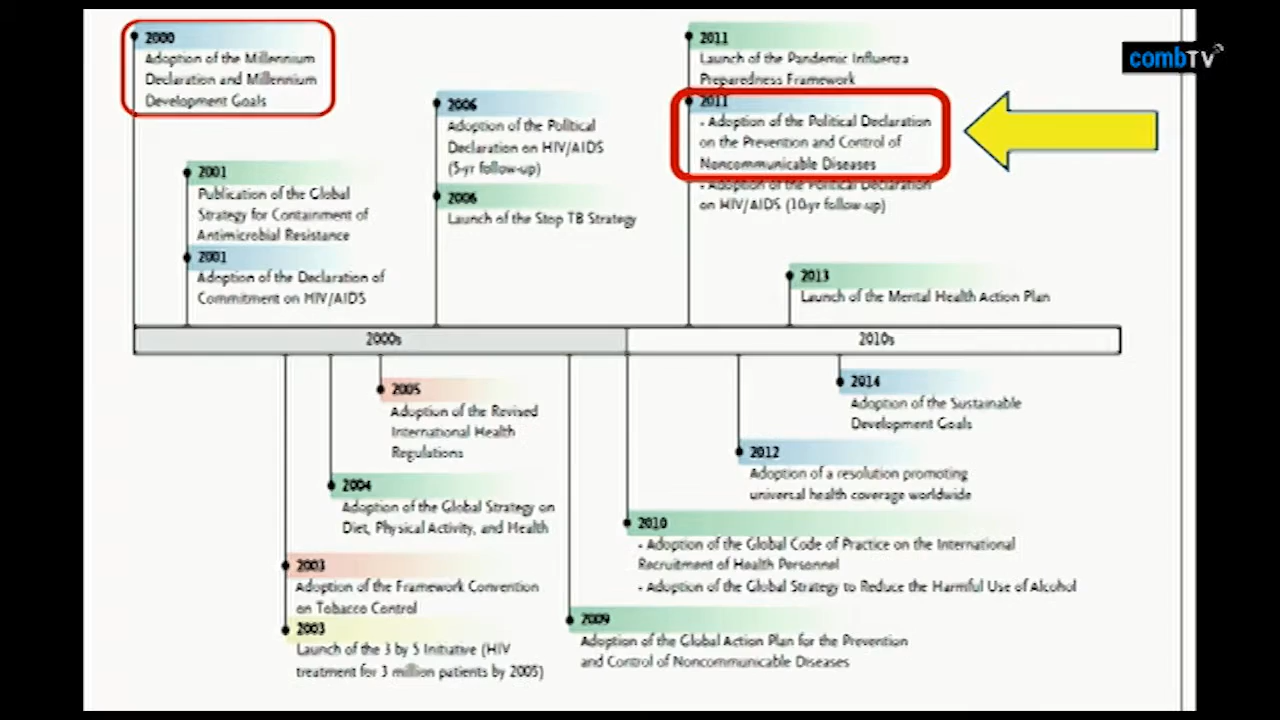 2000
Adoption of the Millennium
Declaration and Millennium
Development Goals
2001
Publication of the Global
Strategy for Containment of
Antimicrobial Resistance
2001
Adoption of the Declaration of
Commitment on HIV/AIDS
2006
Adoption of the Political
Declaration on HIV/AIDS
(5-yr follow-up)
2006
Launch of the Stop TB Strategy
2011
Launch of the Pandemic Influenza
Preparedness Framework
2011
- Adoption of the Political Declaration
on the Prevention and Control of
Noncommunicable Diseases
- Adoption of the Political Declaration
on HIV/AIDS (10-yr follow-up)
2013
Launch of the Mental Health Action Plan
combTV
2000s
2010s
2005
Adoption of the Revised
International Health
Regulations
2004
Adoption of the Global Strategy on
Diet, Physical Activity, and Health
2003
Adoption of the Framework Convention
on Tobacco Control
2003
Launch of the 3 by 5 Initiative (HIV
treatment for 3 million patients by 2005)
2014
Adoption of the Sustainable
Development Goals
2012
Adoption of a resolution promoting
universal health coverage worldwide
2010
- Adoption of the Global Code of Practice on the International
Recruitment of Health Personnel
- Adoption of the Global Strategy to Reduce the Harmful Use of Alcohol
2009
Adoption of the Global Action Plan for the Prevention
and Control of Noncommunicable Diseases